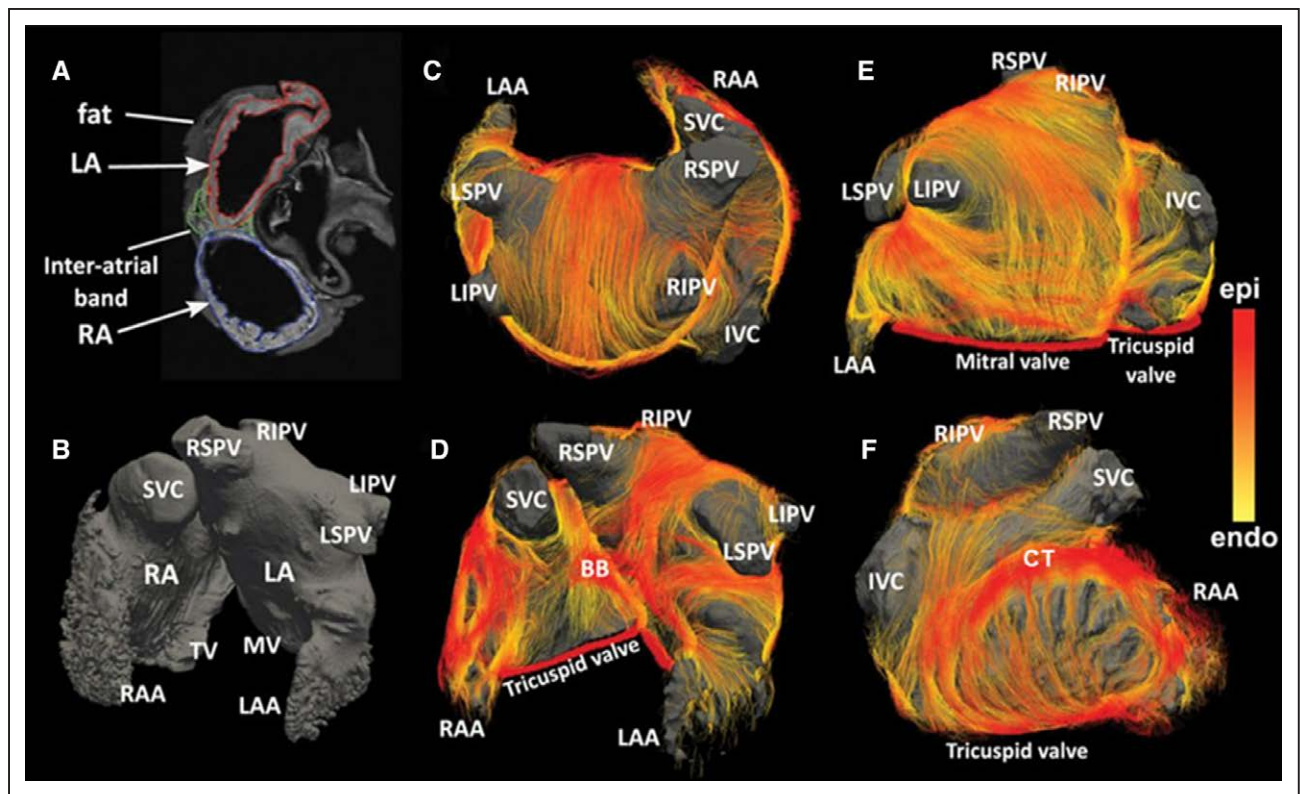 A
fat
LA
Inter-atrial
band
RA
B
RSPV
RIPV
SVC
LIPV
LSPV
RA
LA
TV
MV
RAA
LAA
C
LAA
RAA
SVC
RSPV
LSPV
LIPV
RIPV
IVC
D
RIPV
RSPV
SVC
LIPV
LSPV
BB
Tricuspid valve
RAA
LAA
E
RSPV
RIPV
LSPV
LIPV
IVC
LAA
Mitral valve
Tricuspid
valve
F
RIPV
RSPV
SVC
CT
IVC
RAA
Tricuspid valve
epi
endo